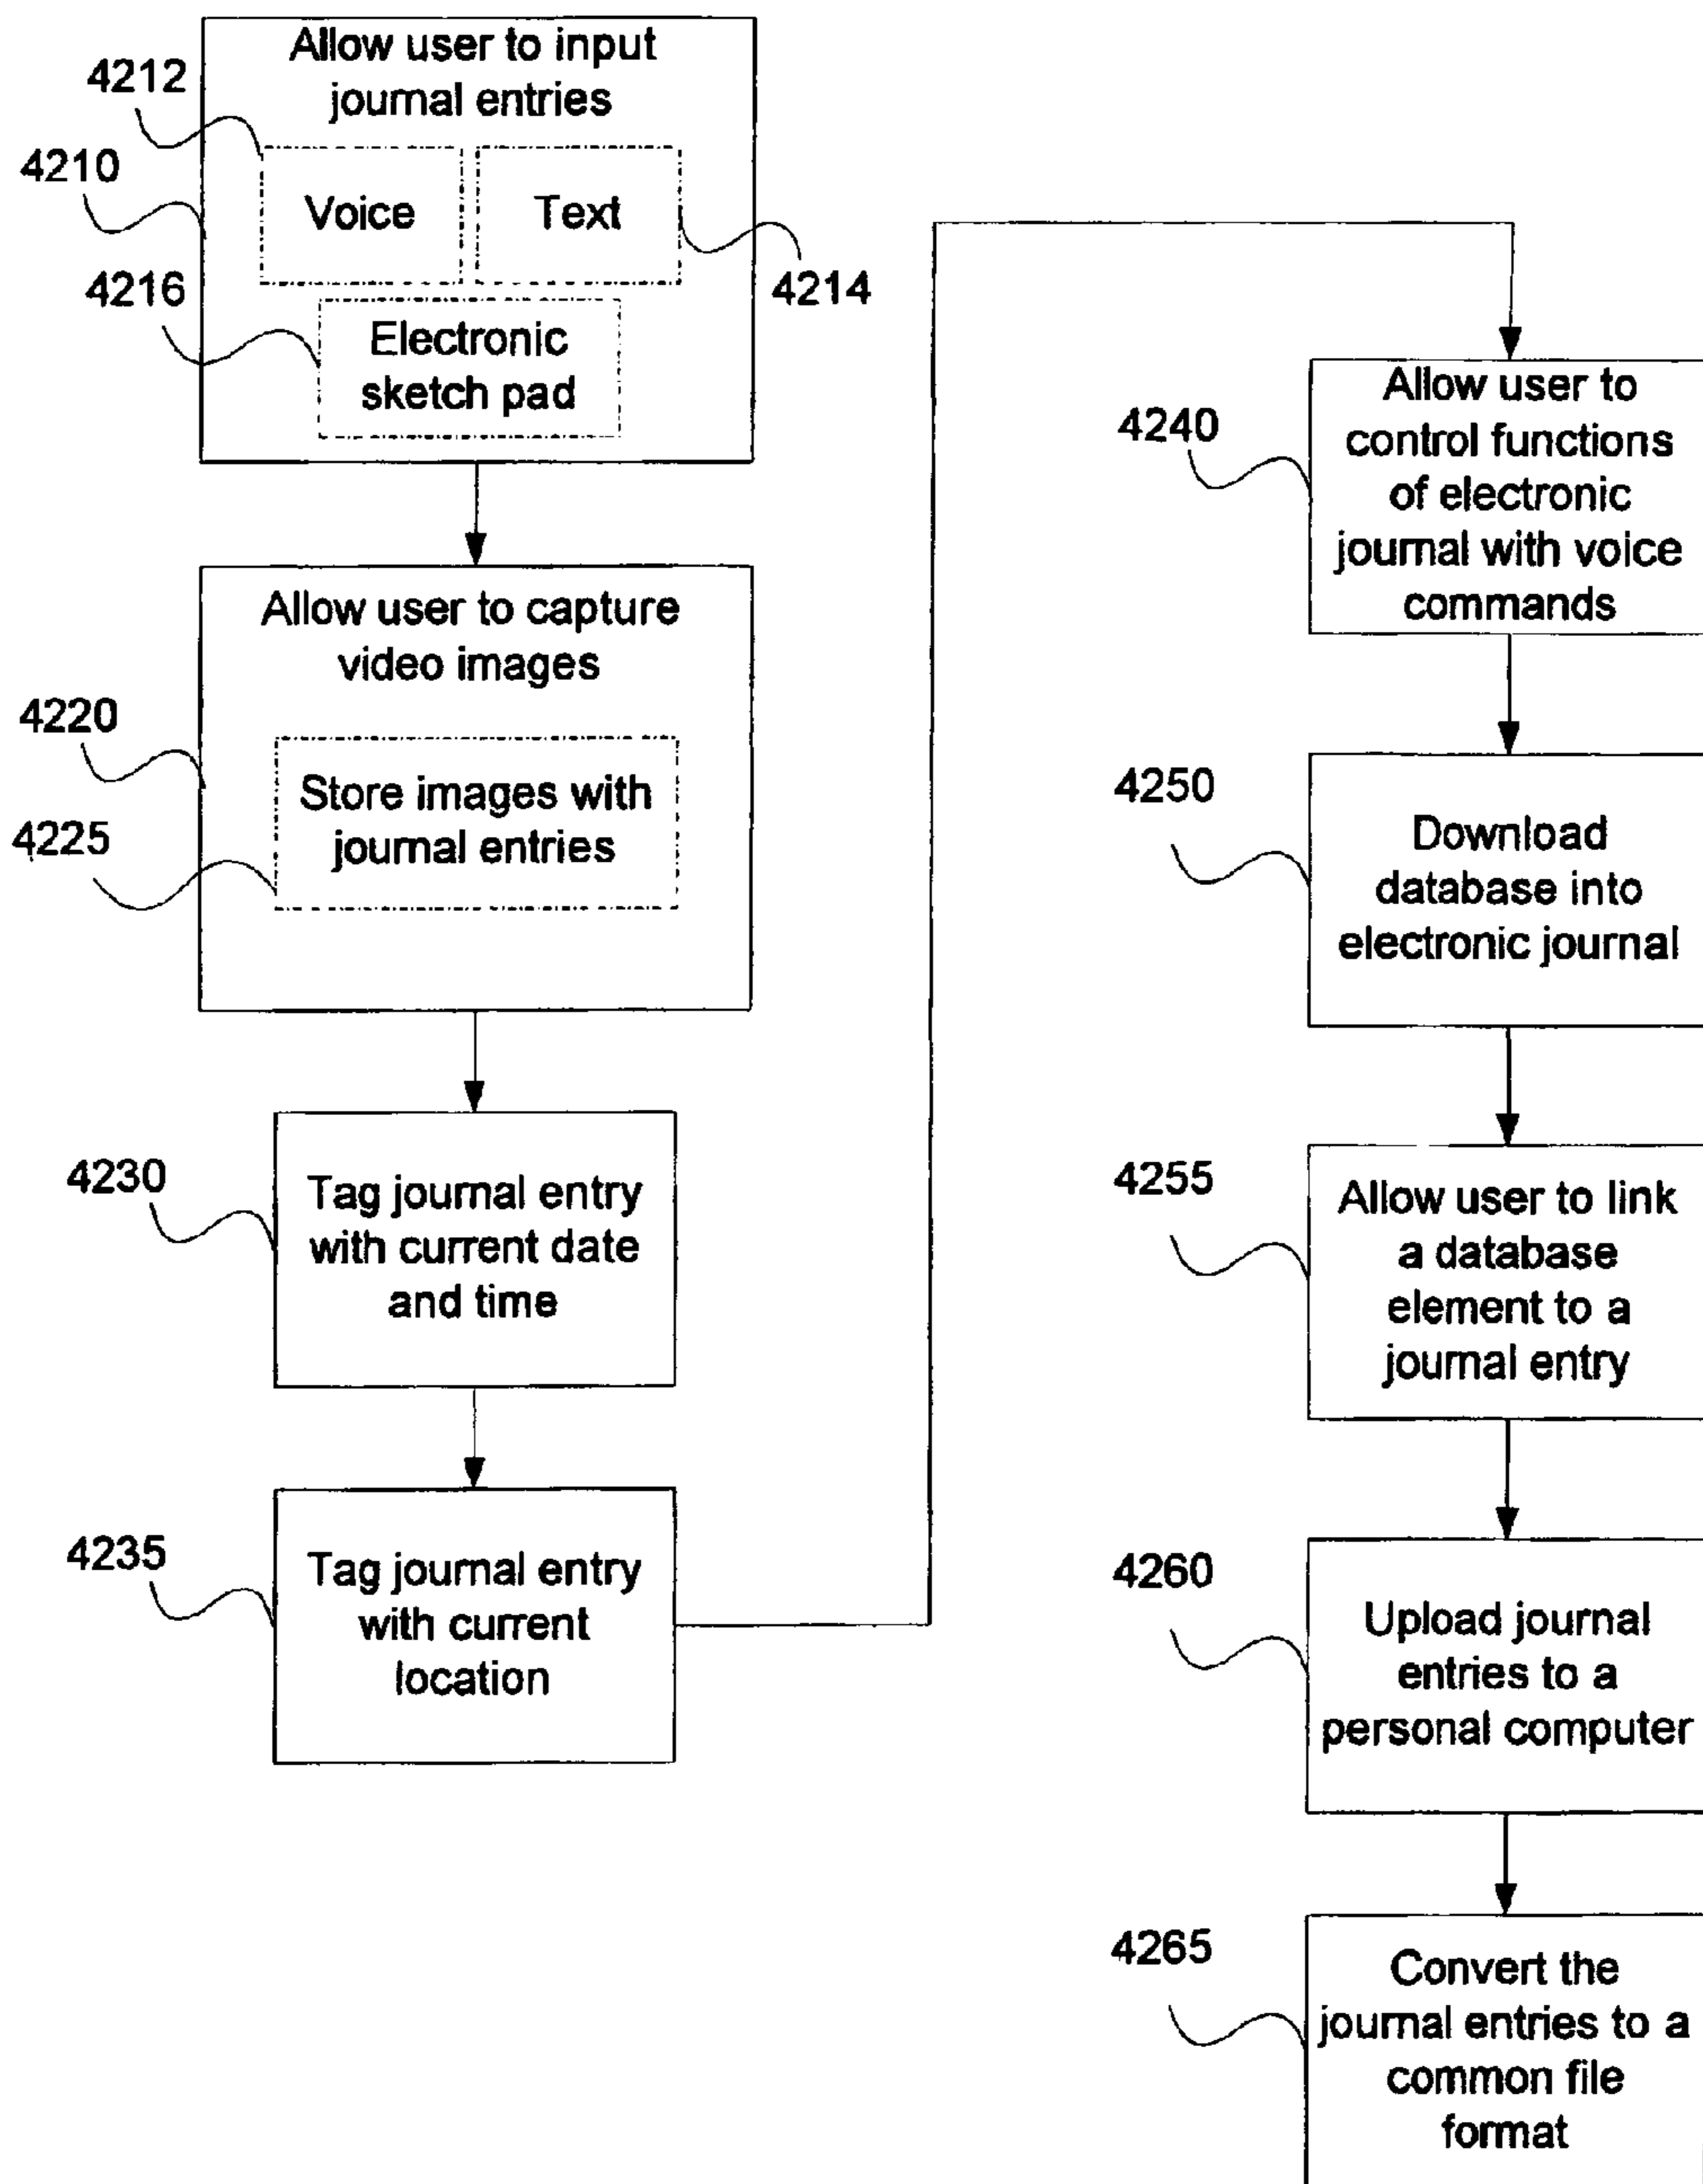 Allow user to input
journal entries
4212
4210
Voice
Text
4214
4216
Electronic
sketch pad
Allow user to capture
video images
4220
Store images with
journal entries
4225
4230
Tag journal entry
with current date
and time
4235
Tag journal entry
with current
location
4240
Allow user to
control functions
of electronic
journal with voice
commands
4250
Download
database into
electronic journal
4255
Allow user to link
a database
element to a
journal entry
4260
Upload journal
entries to a
personal computer
4265
Convert the
journal entries to a
common file
format